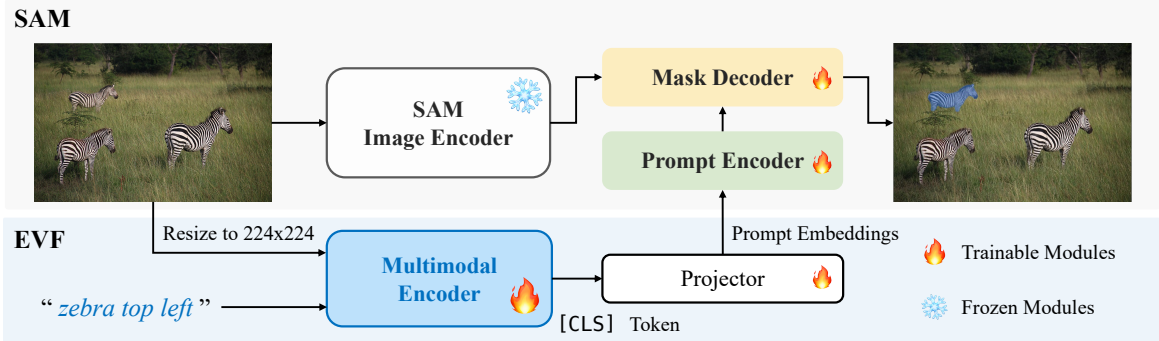 SAM
SAM
Image Encoder
Mask Decoder
Prompt Encoder
EVF
Resize to 224x224
“ zebra top left ”
Multimodal
Encoder
[CLS] Token
Projector
Prompt Embeddings
Trainable Modules
Frozen Modules